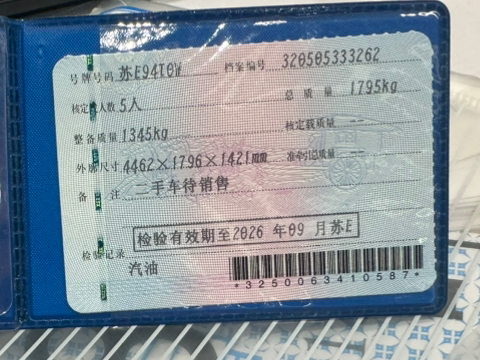 号牌号码 苏E94T0W 档案编号 320505333262
核定载人数 5人 总质量 1795kg
整备质量 1345kg 核定载质量 --
外廓尺寸 4462×1796×1421mm 准牵引总质量 --
备注 二手车待销售
检验有效期至2026年09月苏E
检验记录
汽油
*3250063410587*